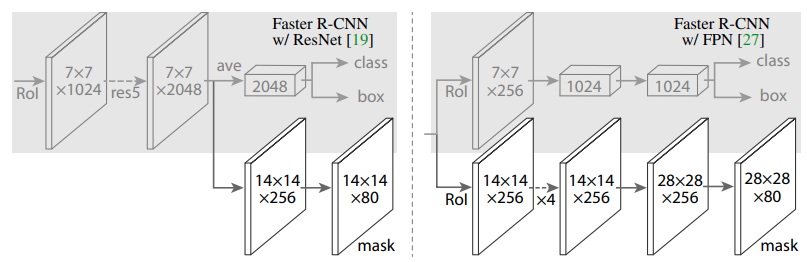 Faster R-CNN
w/ ResNet [19]
RoI
7×7
×1024
res5
7×7
×2048
ave
2048
class
box
14×14
×256
14×14
×80
mask
Faster R-CNN
w/ FPN [27]
RoI
7×7
×256
1024
1024
class
box
RoI
14×14
×256
×4
14×14
×256
28×28
×256
28×28
×80
mask